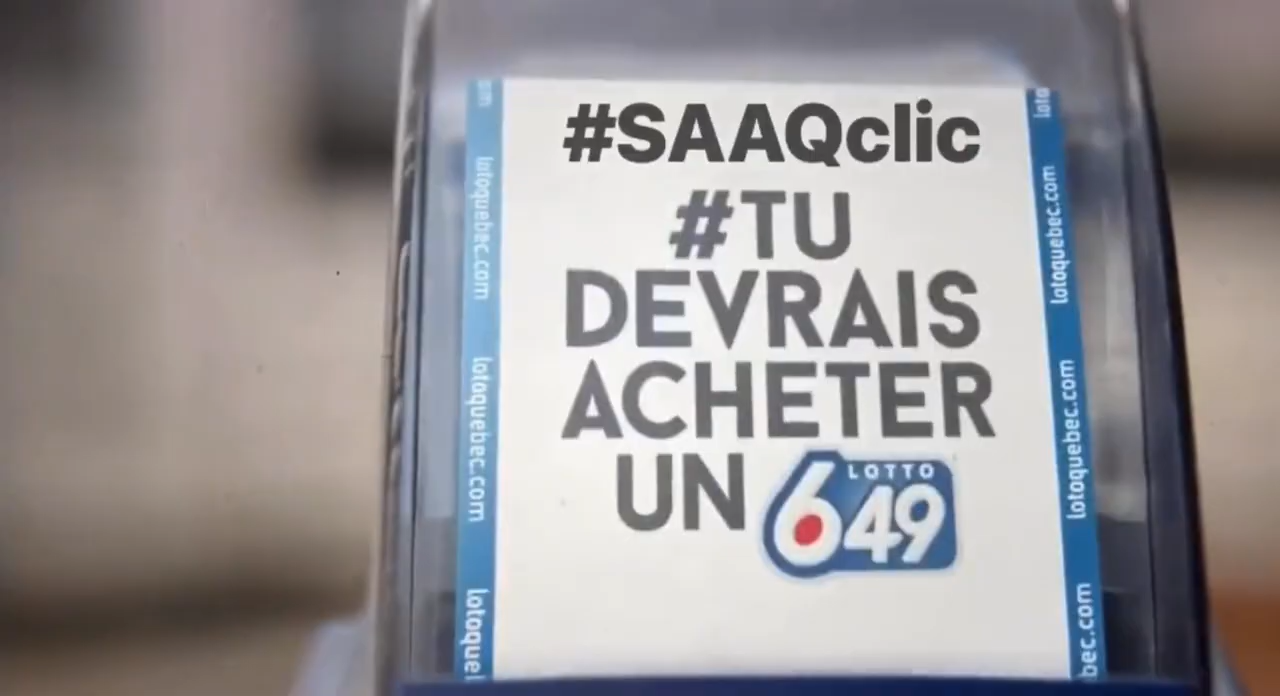 #SAAQclic
#TU
DEVRAIS
ACHETER
UN LOTTO 649
lotoquebec.com
lotoquebec.com
lotoquebec.com
lotoquebec.com